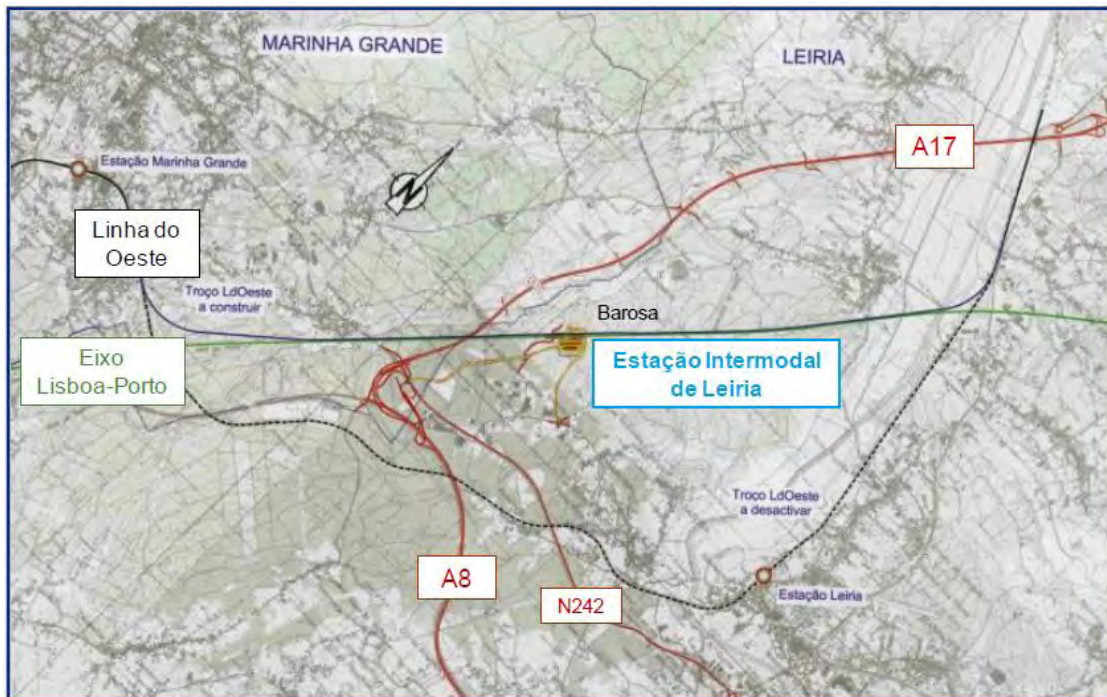 MARINHA GRANDE
LEIRIA
A17
Estação Marinha Grande
N
Linha do
Oeste
Troço LdOeste
a construir
Barosa
Eixo
Lisboa-Porto
Estação Intermodal
de Leiria
Troço LdOeste
a desactivar
A8
N242
Estação Leiria